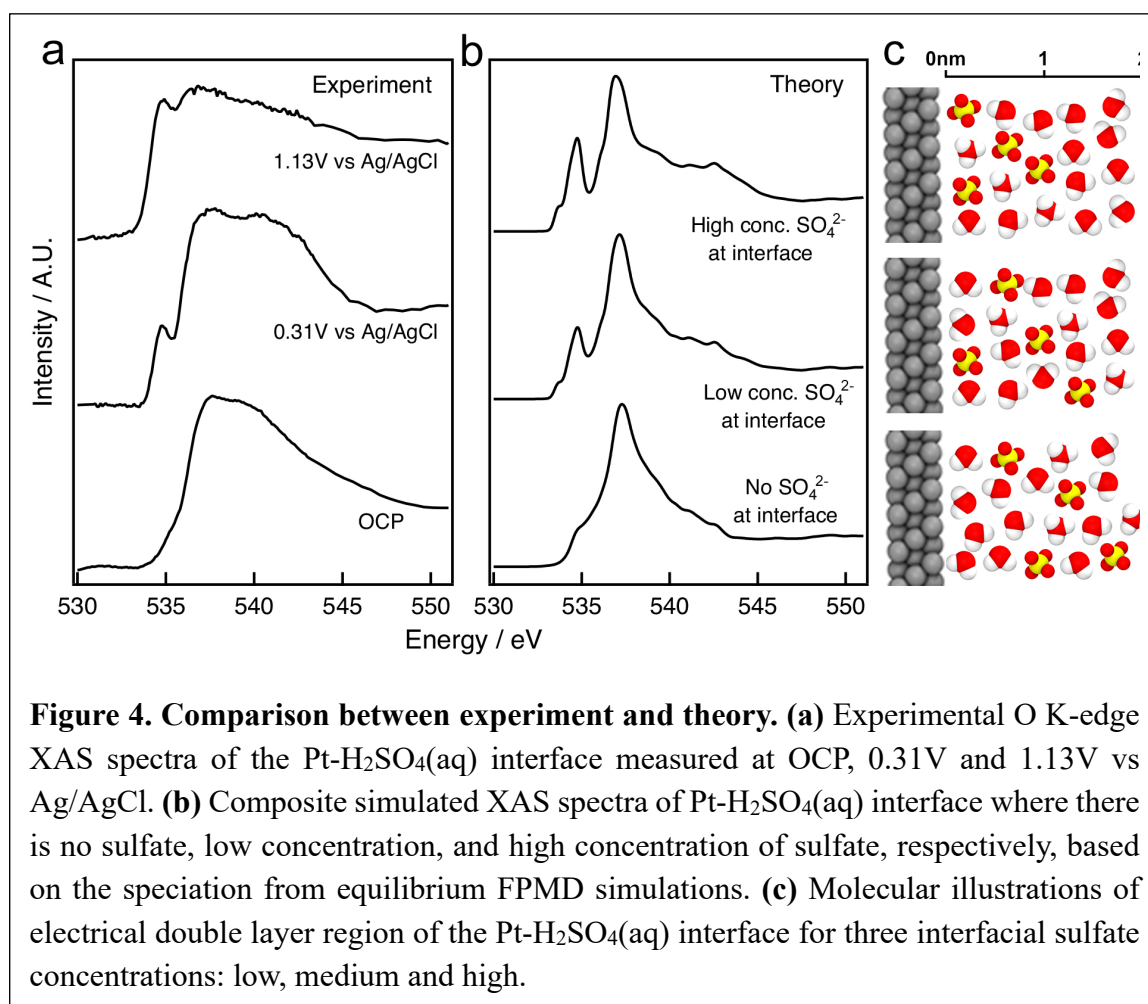 a
Experiment
1.13V vs Ag/AgCl
0.31V vs Ag/AgCl
OCP
Intensity / A.U.
530 535 540 545 550
b
Theory
High conc. SO₄²⁻
at interface
Low conc. SO₄²⁻
at interface
No SO₄²⁻
at interface
530 535 540 545 550
Energy / eV
c
0nm 1
Figure 4. Comparison between experiment and theory. (a) Experimental O K-edge
XAS spectra of the Pt-H₂SO₄(aq) interface measured at OCP, 0.31V and 1.13V vs
Ag/AgCl. (b) Composite simulated XAS spectra of Pt-H₂SO₄(aq) interface where there
is no sulfate, low concentration, and high concentration of sulfate, respectively, based
on the speciation from equilibrium FPMD simulations. (c) Molecular illustrations of
electrical double layer region of the Pt-H₂SO₄(aq) interface for three interfacial sulfate
concentrations: low, medium and high.